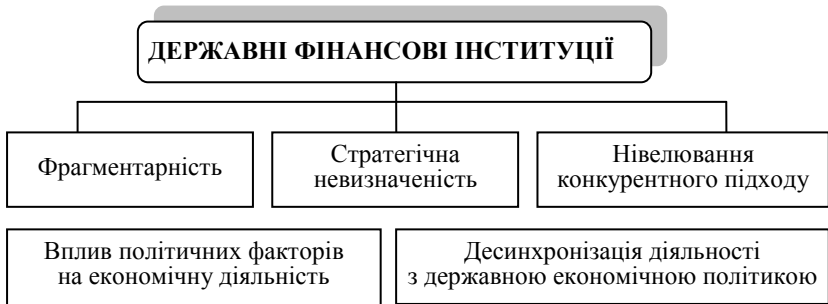 ДЕРЖАВНІ ФІНАНСОВІ ІНСТИТУЦІЇ
Фрагментарність
Стратегічна
невизначеність
Нівелювання
конкурентного підходу
Вплив політичних факторів
на економічну діяльність
Десинхронізація діяльності
з державною економічною політикою